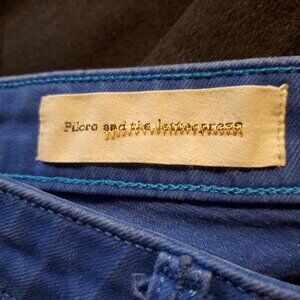 Pilcro and the letterpress